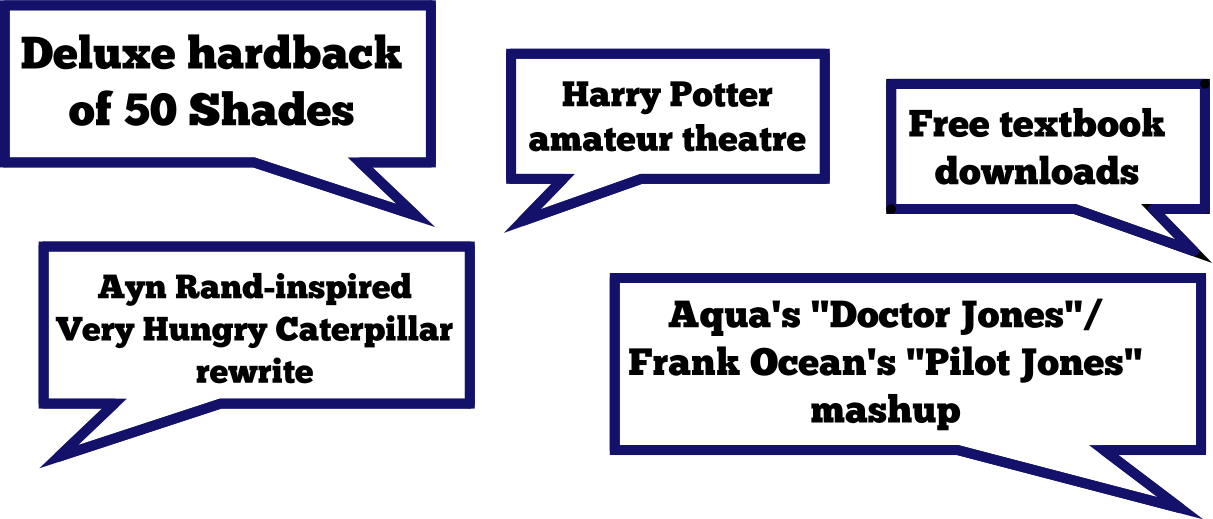 Deluxe hardback
of 50 Shades
Harry Potter
amateur theatre
Free textbook
downloads
Ayn Rand-inspired
Very Hungry Caterpillar
rewrite
Aqua's "Doctor Jones"/
Frank Ocean's "Pilot Jones"
mashup